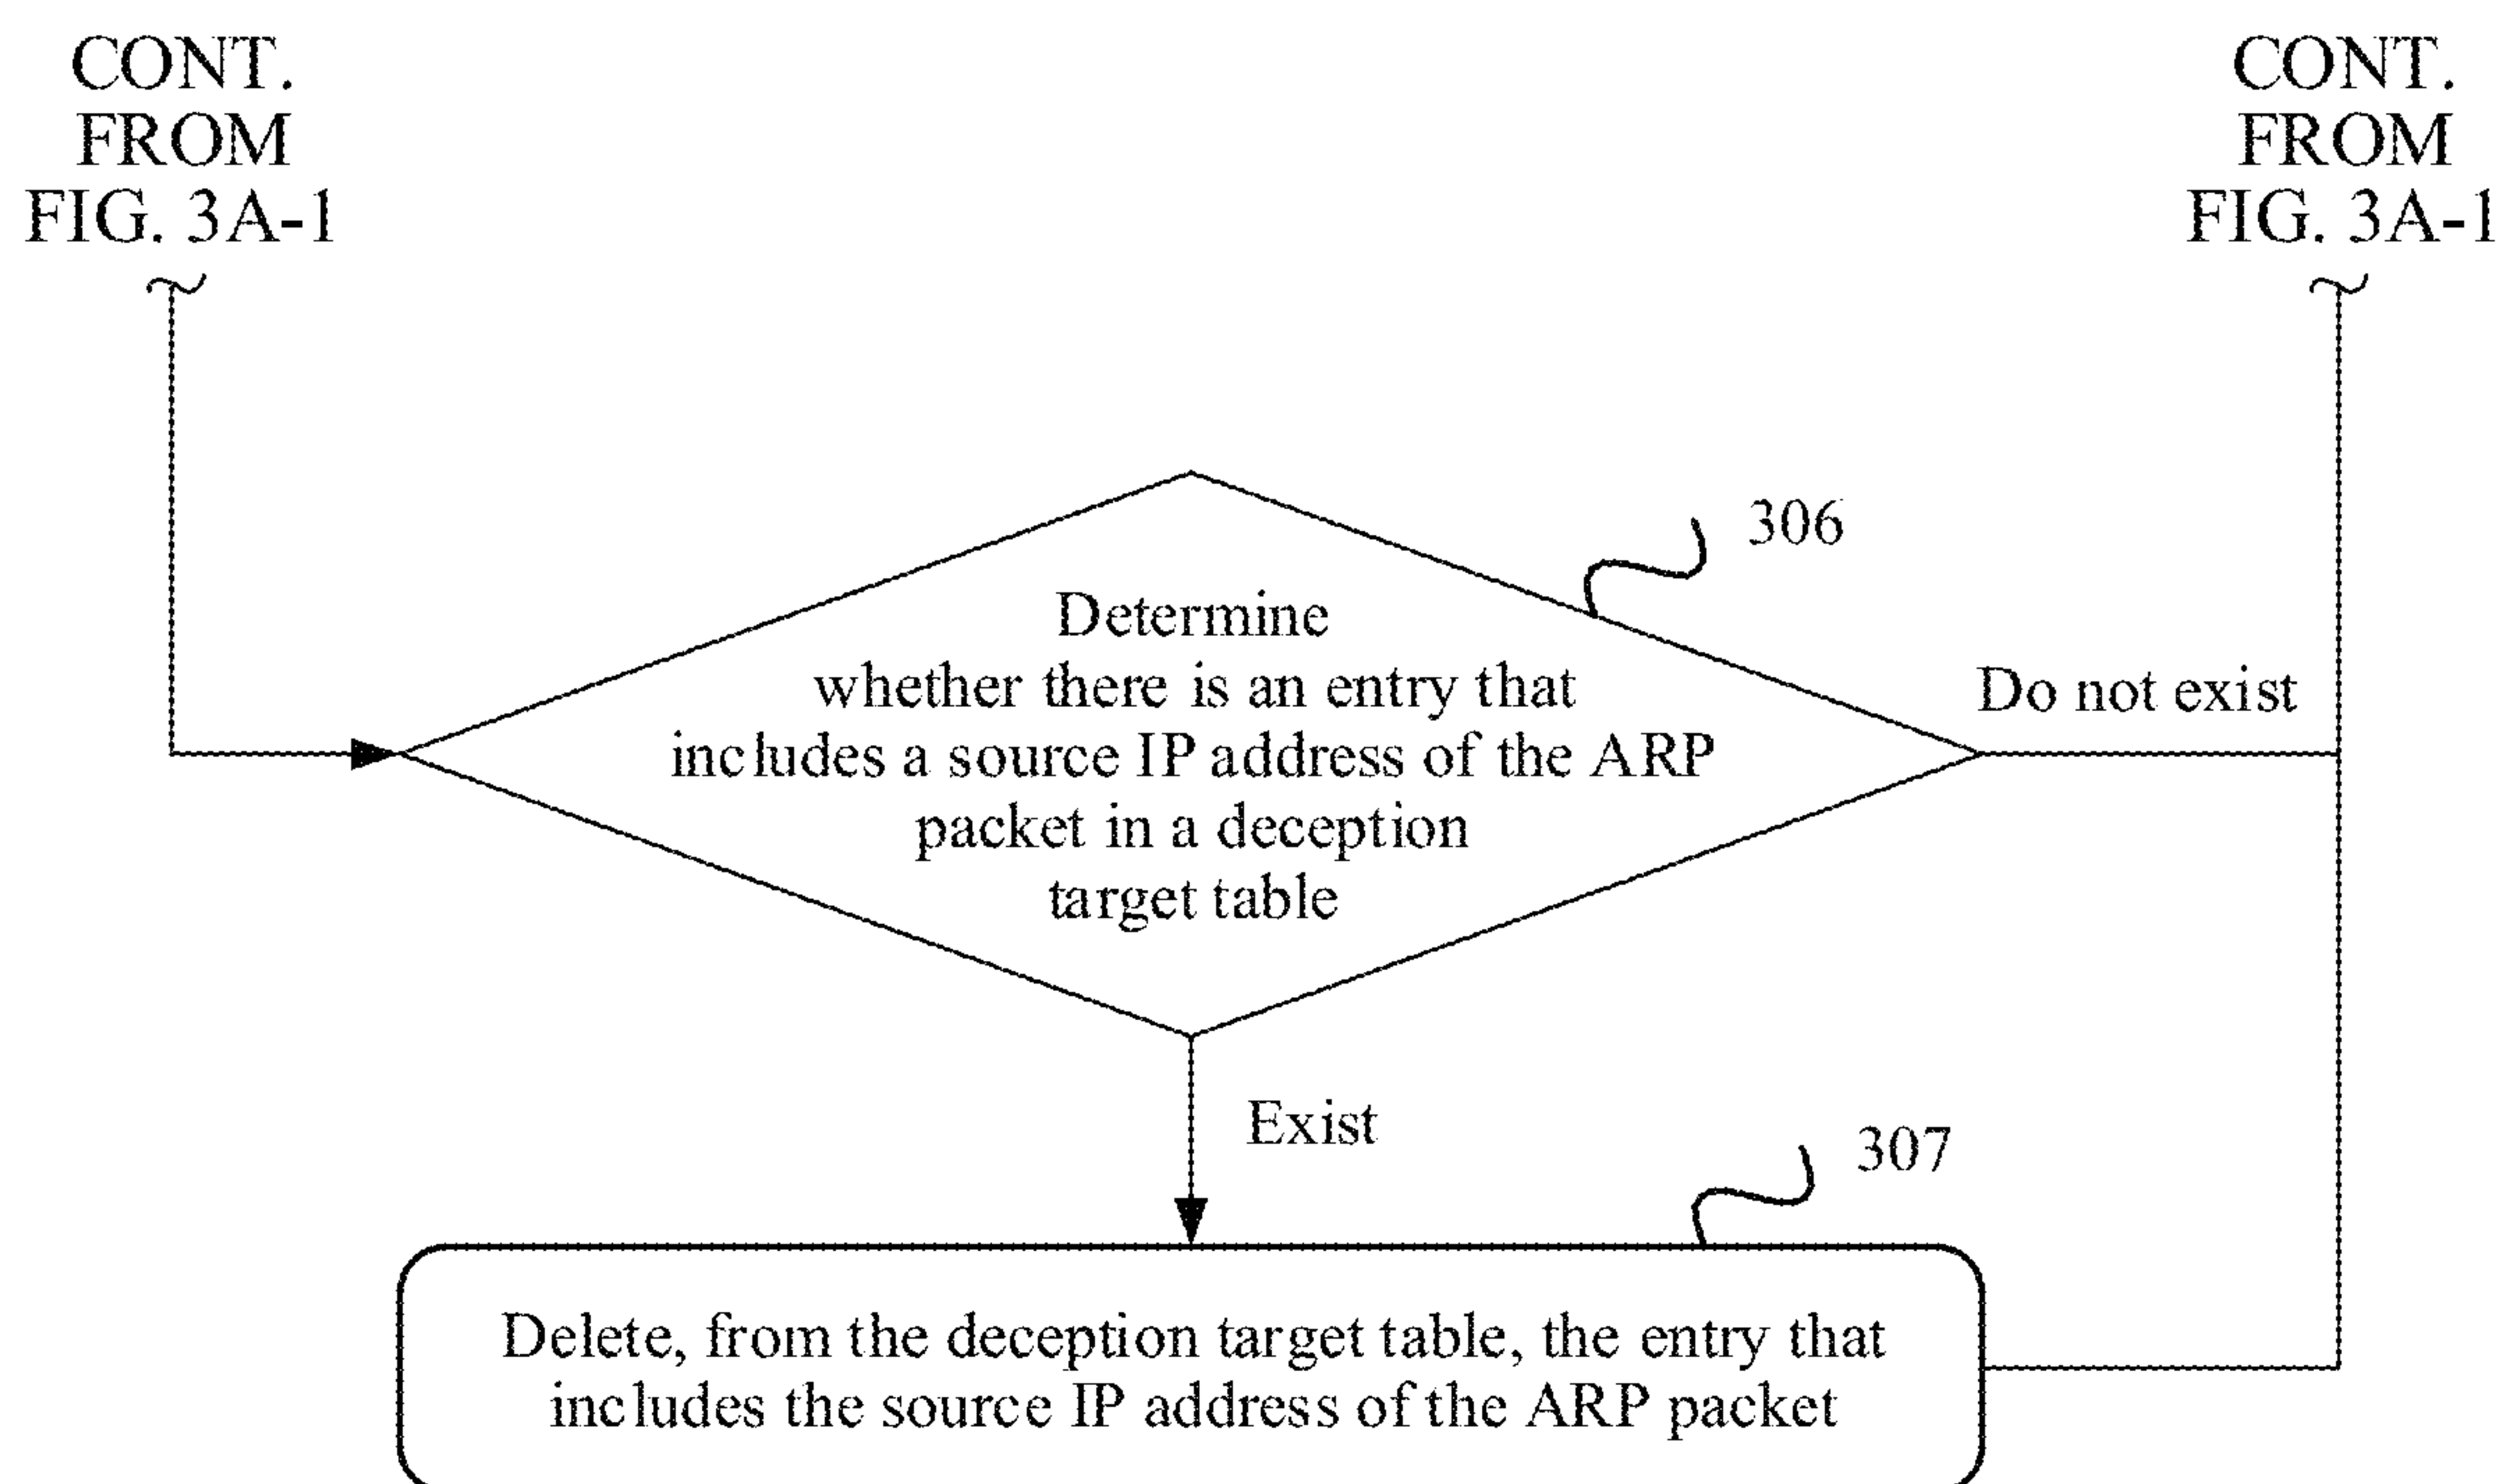 CONT.
FROM
FIG. 3A-1
CONT.
FROM
FIG. 3A-1
306
Determine
whether there is an entry that
includes a source IP address of the ARP
packet in a deception
target table
Do not exist
Exist
307
Delete, from the deception target table, the entry that
includes the source IP address of the ARP packet